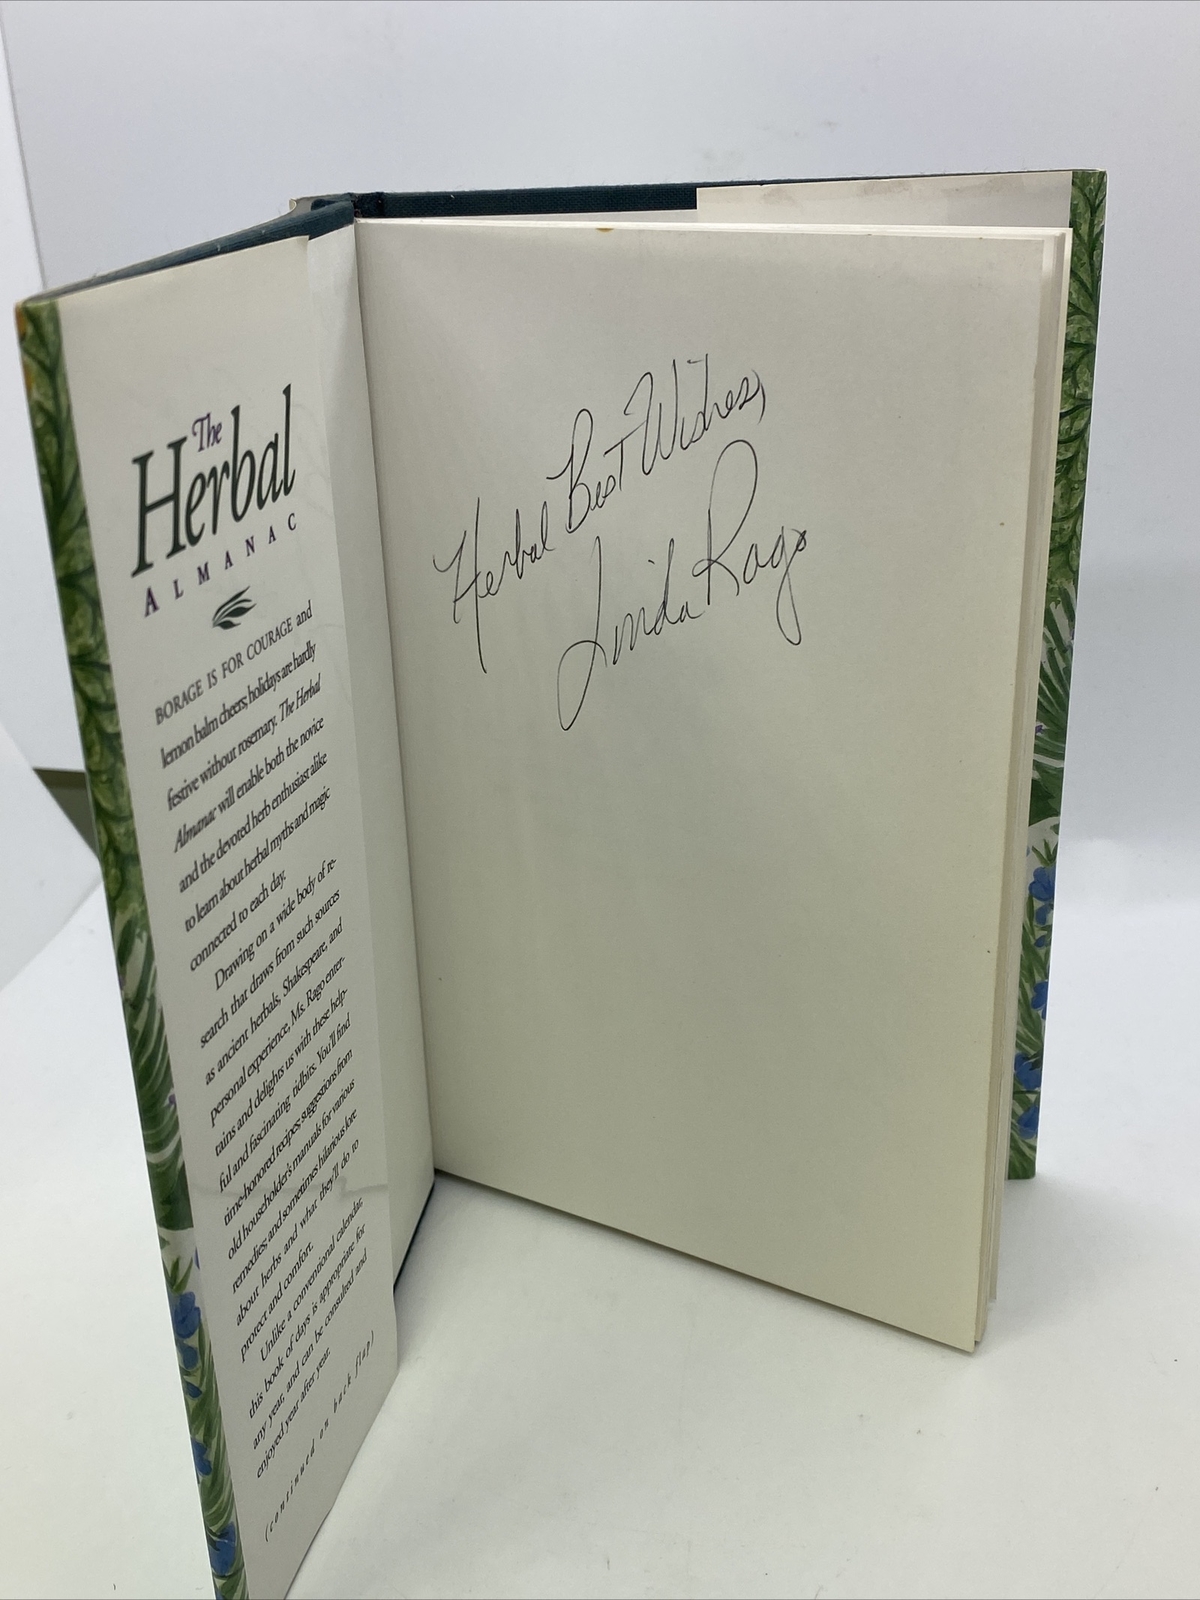 The
Herbal
ALMANAC
BORAGE IS FOR COURAGE and
lemon balm cheers; holidays are hardly
festive without rosemary. The Herbal
Almanac will enable both the novice
and the devoted herb enthusiast alike
to learn about herbal myths and magic
connected to each day.
Drawing on a wide body of re-
search that draws from such sources
as ancient herbals, Shakespeare, and
personal experience, Ms. Rago enter-
tains and delights us with these help-
ful and fascinating tidbits. You'll find
time-honored recipes; suggestions from
old householder's manuals for various
remedies; and sometimes hilarious lore
about herbs and what they'll do to
protect and comfort.
Unlike a conventional calendar,
this book of days is appropriate for
any year, and can be consulted and
enjoyed year after year.
(continued on back flap)
Herbal Best Wishes,
Linda Rago